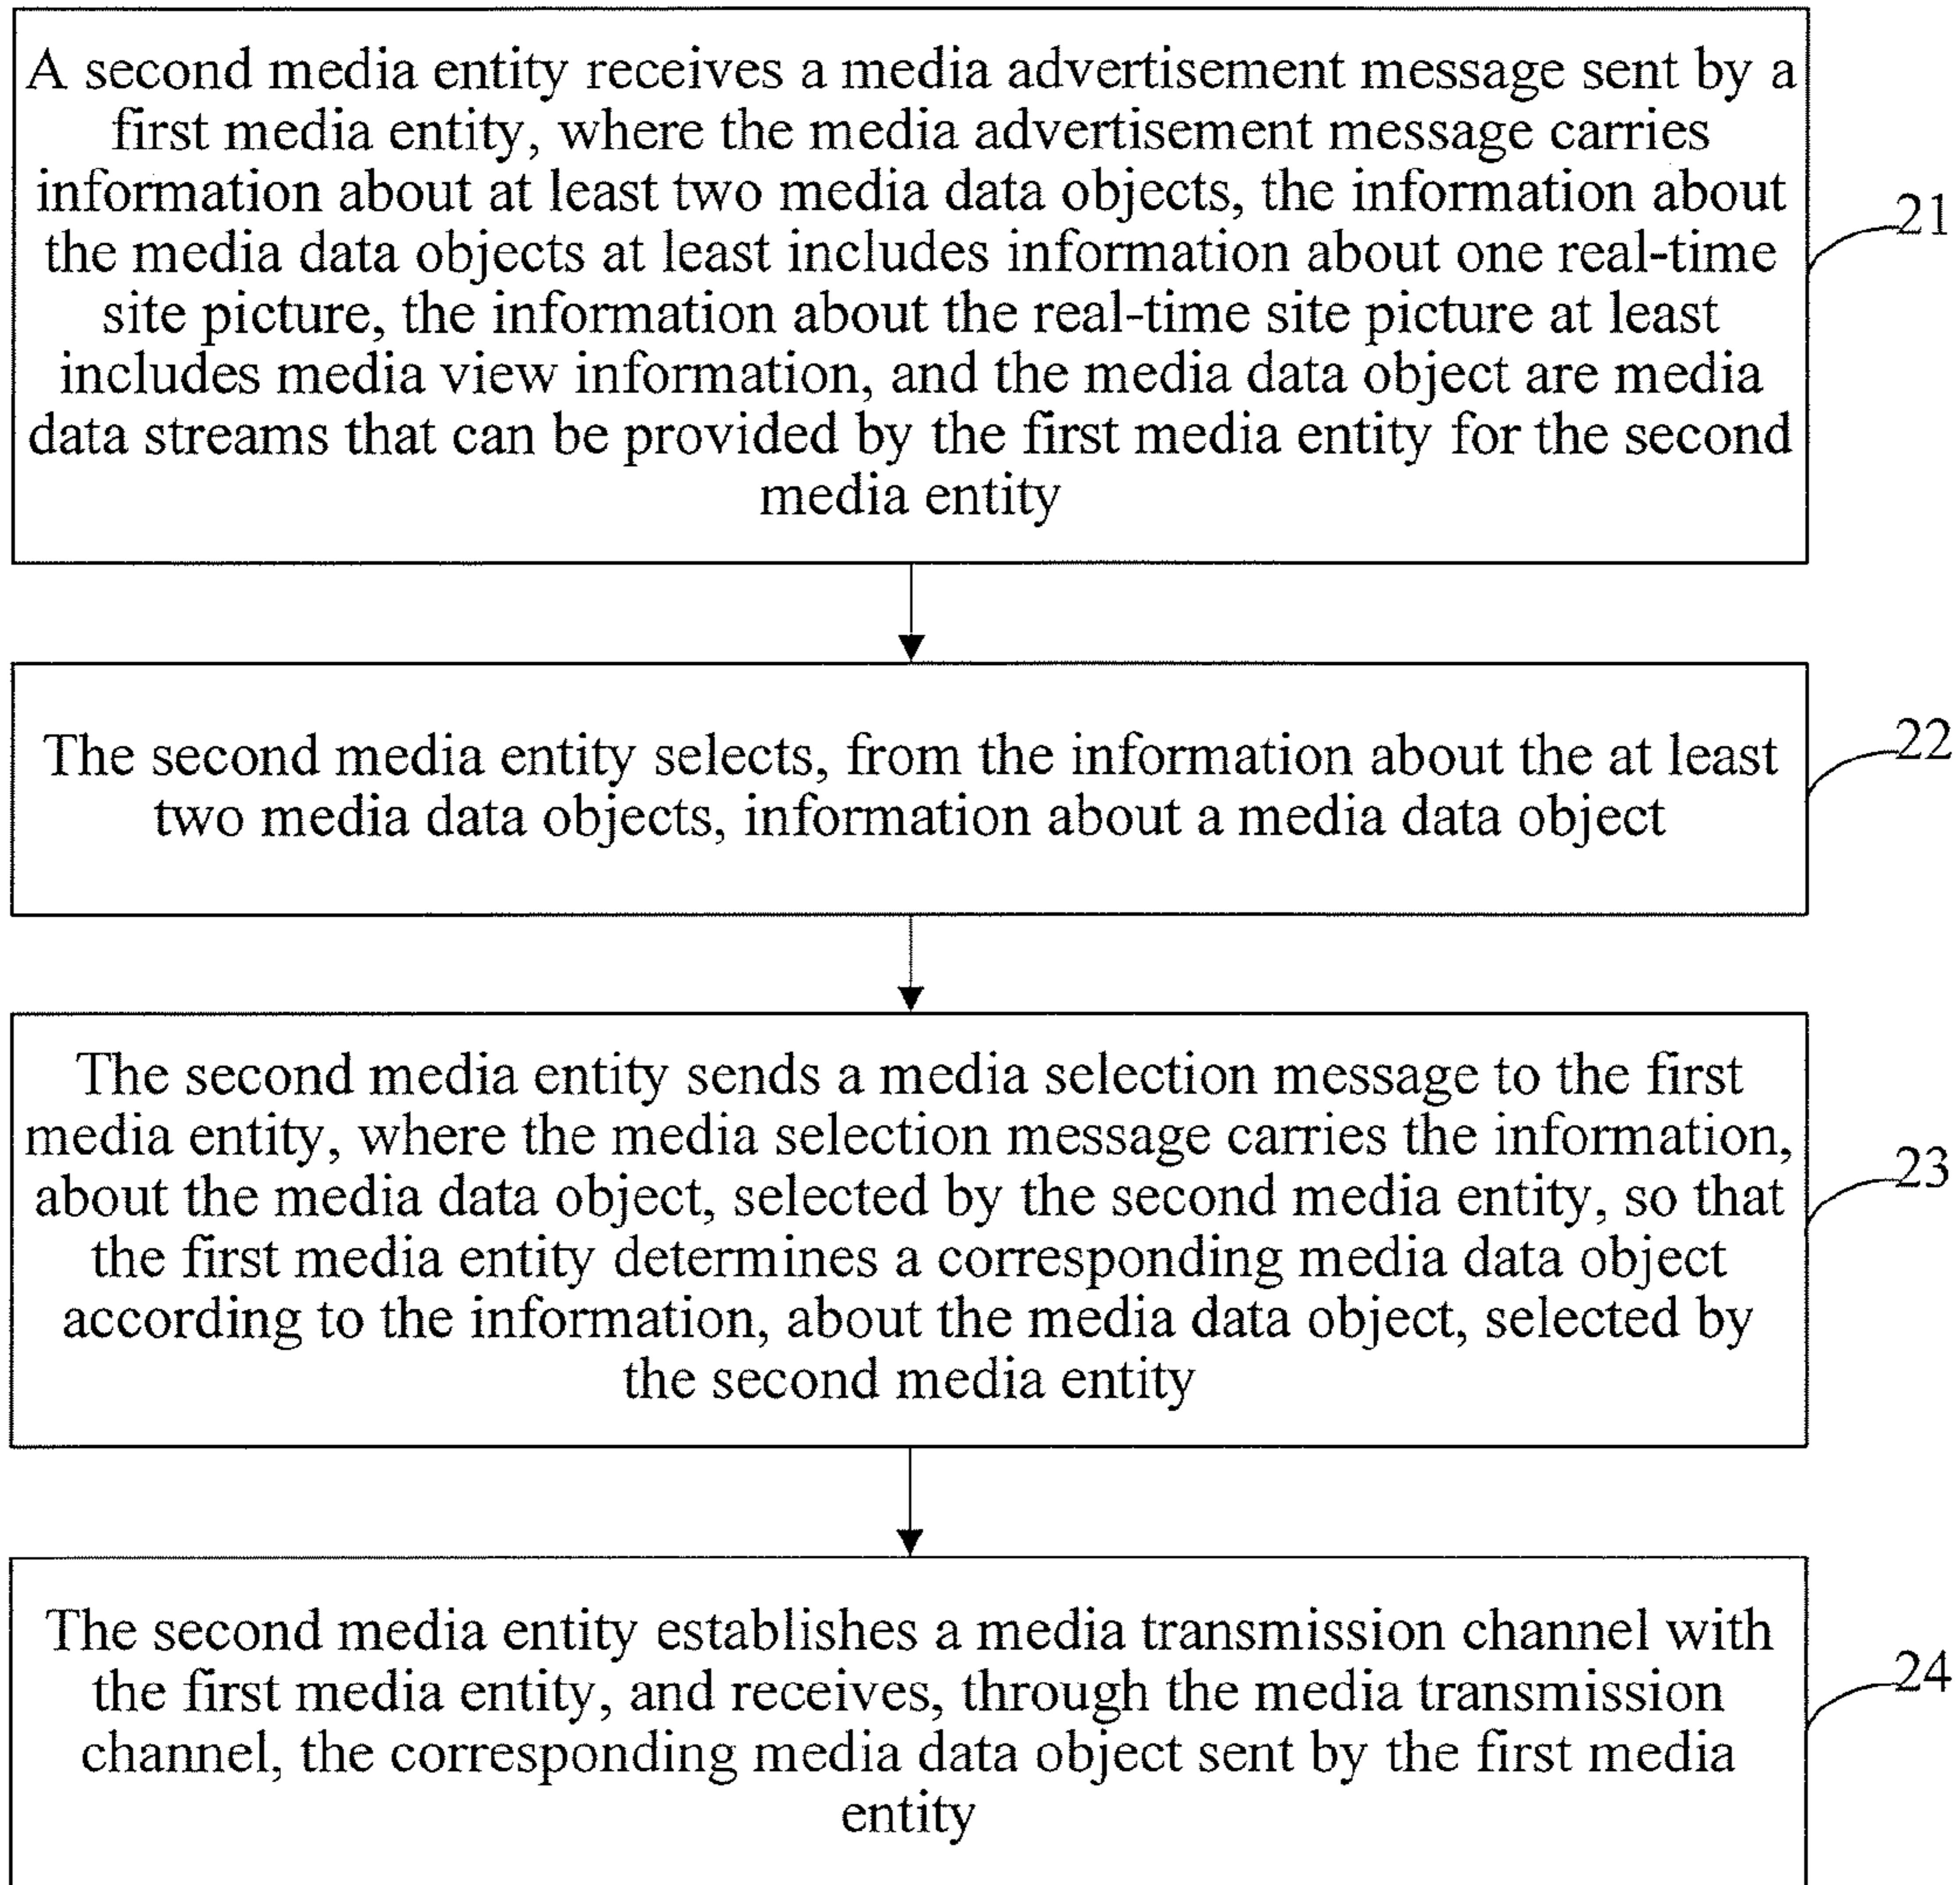 A second media entity receives a media advertisement message sent by a
first media entity, where the media advertisement message carries
information about at least two media data objects, the information about
the media data objects at least includes information about one real-time
site picture, the information about the real-time site picture at least
includes media view information, and the media data object are media
data streams that can be provided by the first media entity for the second
media entity
21
The second media entity selects, from the information about the at least
two media data objects, information about a media data object
22
The second media entity sends a media selection message to the first
media entity, where the media selection message carries the information,
about the media data object, selected by the second media entity, so that
the first media entity determines a corresponding media data object
according to the information, about the media data object, selected by
the second media entity
23
The second media entity establishes a media transmission channel with
the first media entity, and receives, through the media transmission
channel, the corresponding media data object sent by the first media
entity
24